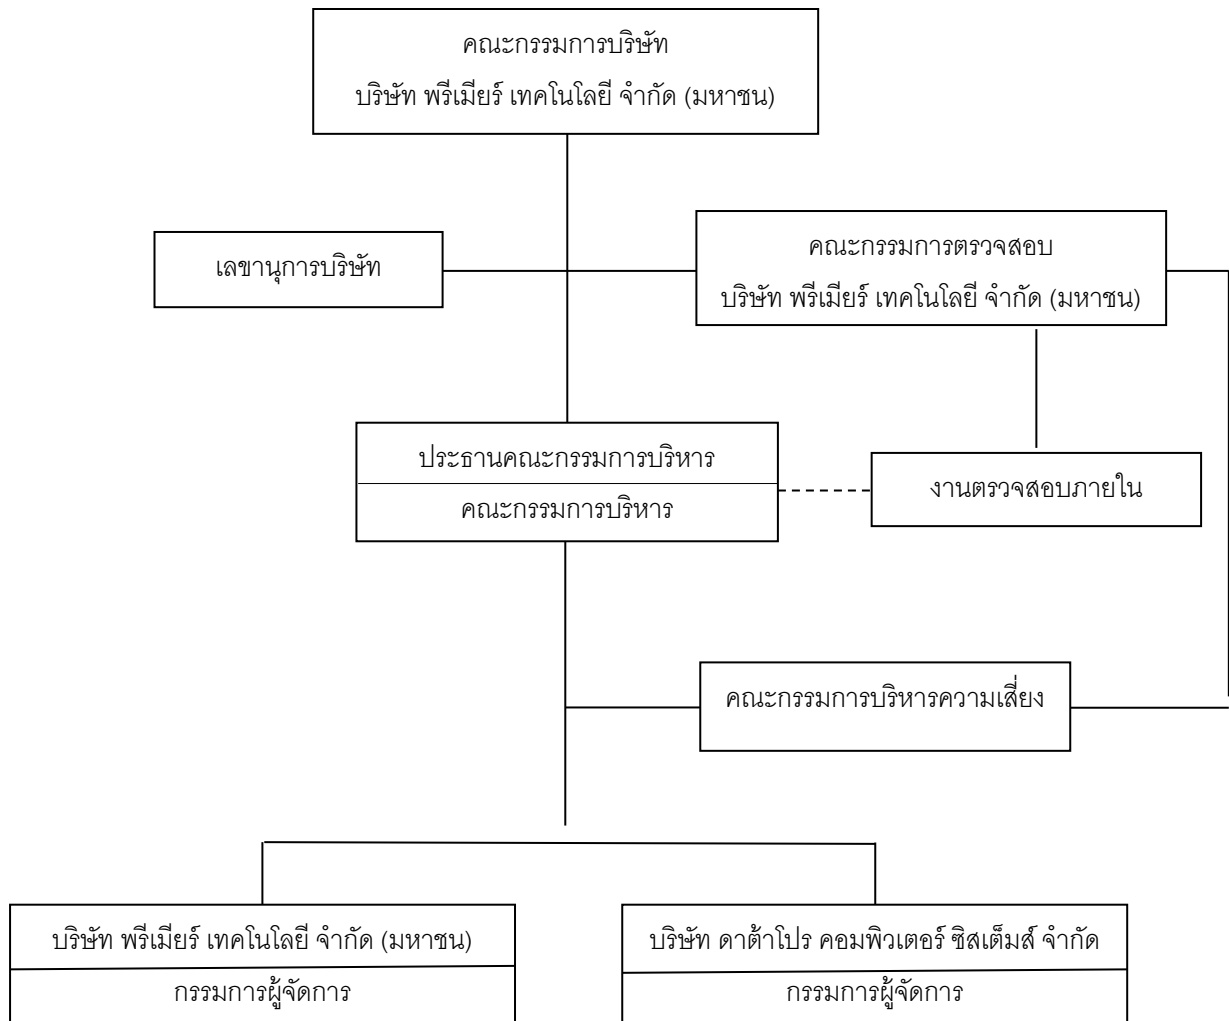 คณะกรรมการบริษัท
บริษัท พรีเมียร์ เทคโนโลยี จำกัด (มหาชน)
เลขานุการบริษัท
คณะกรรมการตรวจสอบ
บริษัท พรีเมียร์ เทคโนโลยี จำกัด (มหาชน)
ประธานคณะกรรมการบริหาร
คณะกรรมการบริหาร
งานตรวจสอบภายใน
คณะกรรมการบริหารความเสี่ยง
บริษัท พรีเมียร์ เทคโนโลยี จำกัด (มหาชน)
กรรมการผู้จัดการ
บริษัท ดาต้าโปร คอมพิวเตอร์ ซิสเต็มส์ จำกัด
กรรมการผู้จัดการ